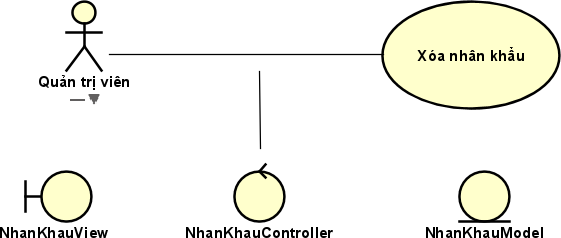 Xóa nhân khẩu
Quản trị viên
NhanKhauView
NhanKhauController
NhanKhauModel